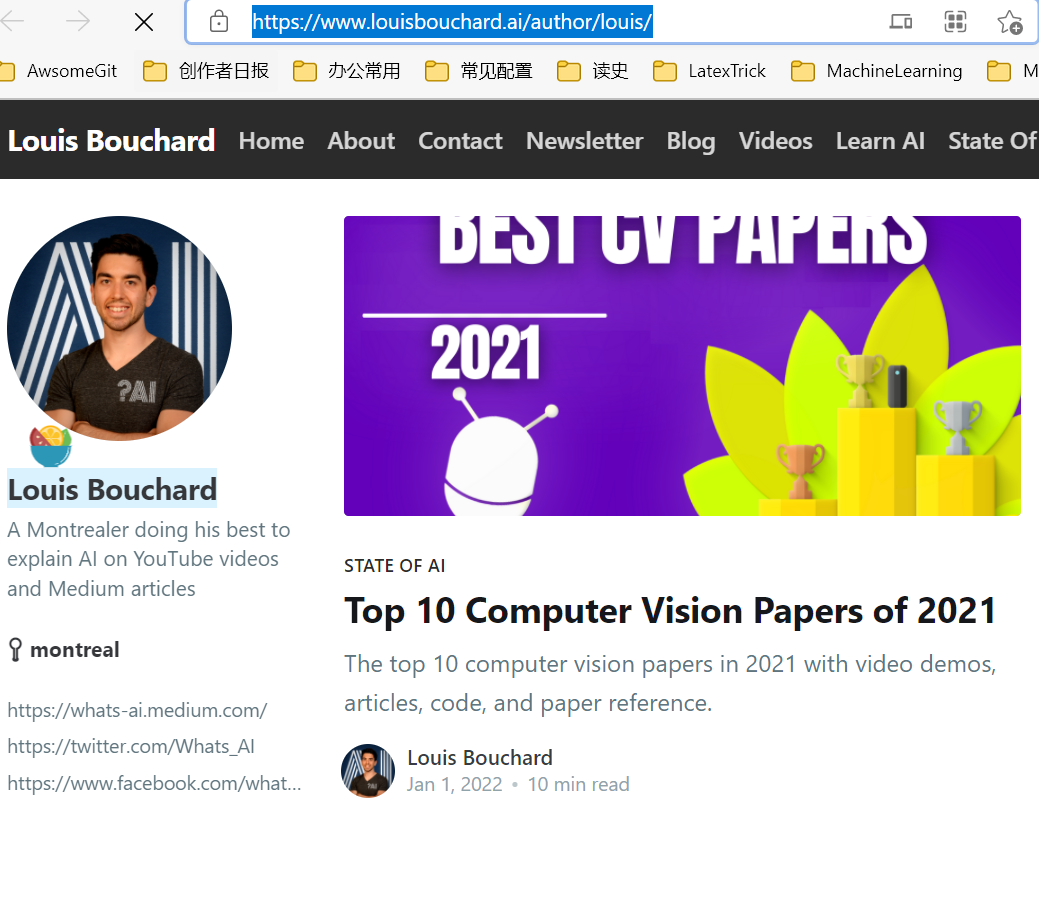 https://www.louisbouchard.ai/author/louis/
AwsomeGit 创作者日报 办公常用 常见配置 读史 LatexTrick MachineLearning M
Louis Bouchard Home About Contact Newsletter Blog Videos Learn AI State Of
BEST CV PAPERS
2021
?AI
Louis Bouchard
A Montrealer doing his best to
explain AI on YouTube videos
and Medium articles
montreal
https://whats-ai.medium.com/
https://twitter.com/Whats_AI
https://www.facebook.com/what...
STATE OF AI
Top 10 Computer Vision Papers of 2021
The top 10 computer vision papers in 2021 with video demos,
articles, code, and paper reference.
Louis Bouchard
Jan 1, 2022 • 10 min read